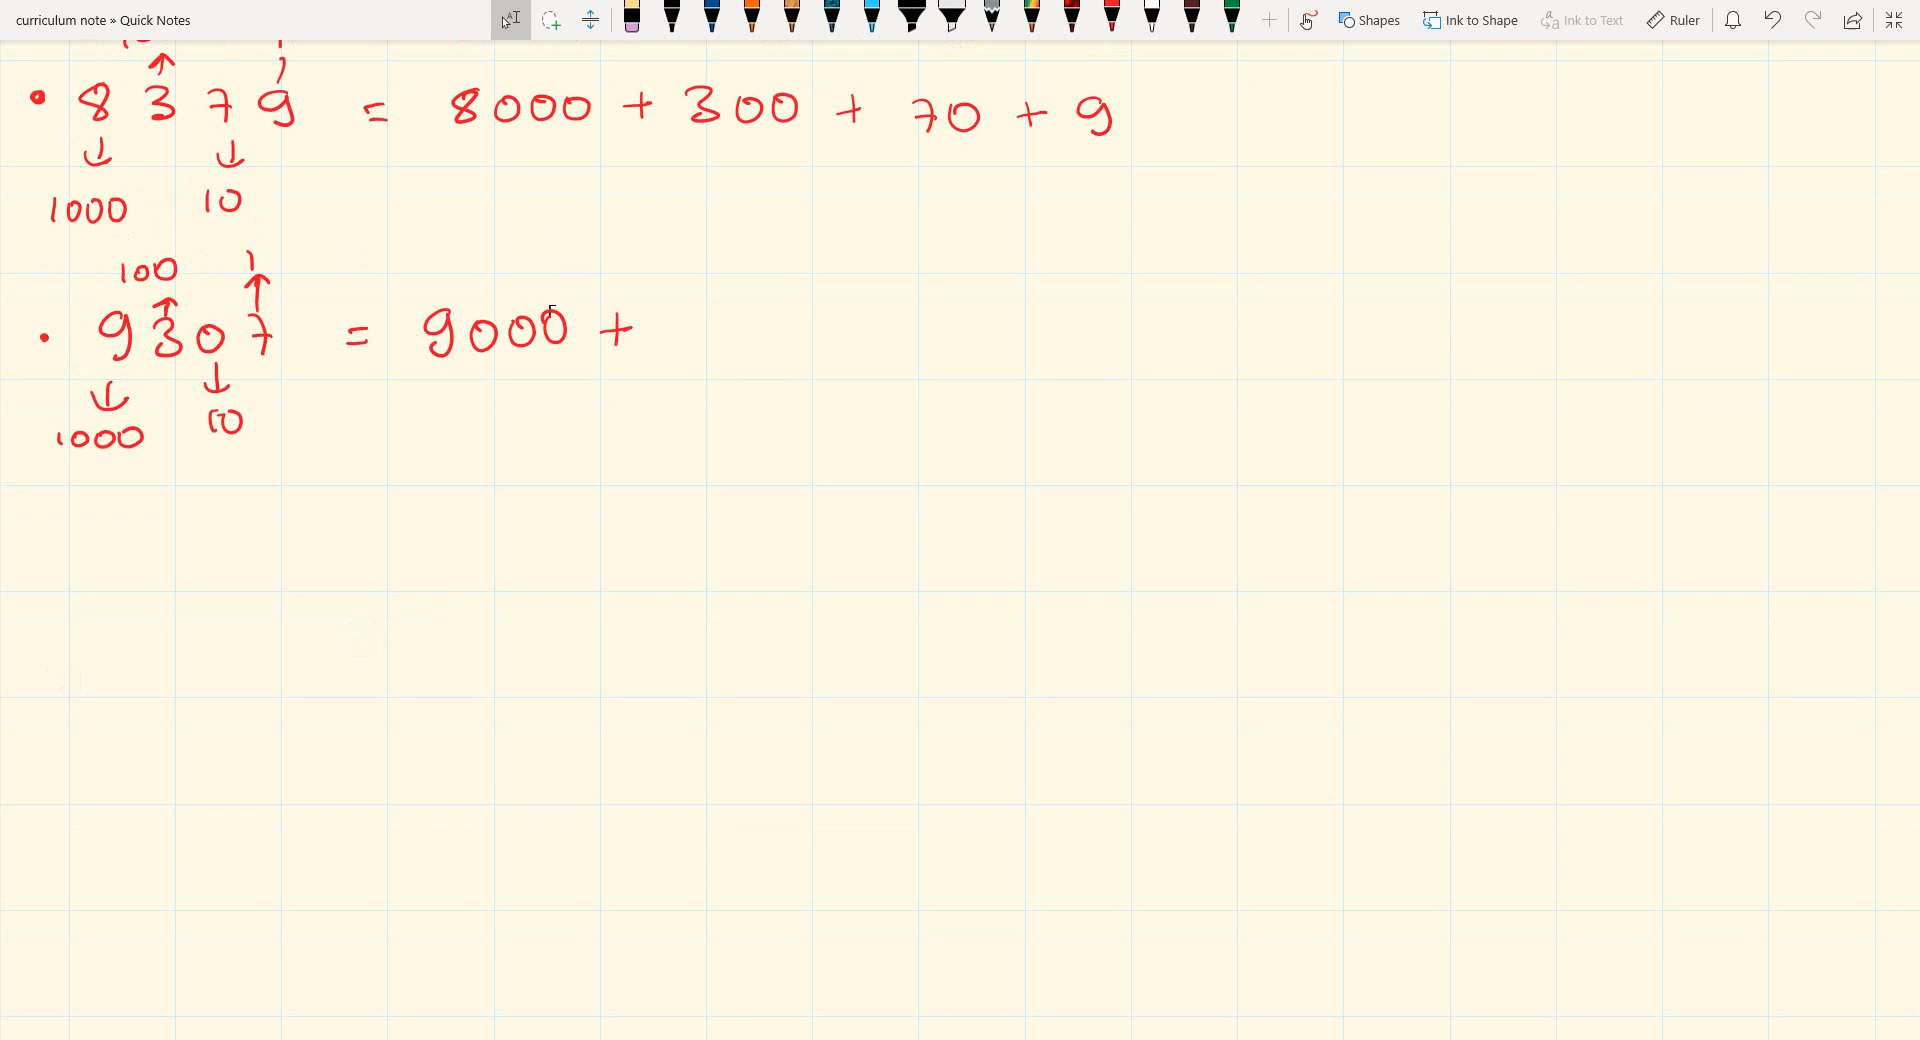 curriculum note » Quick Notes Shapes Ink to Shape Ink to Text Ruler
• 8 3 7 9 = 8000 + 300 + 70 + 9
1000 10
100 1
• 9 3 0 7 = 9000 +
1000 10